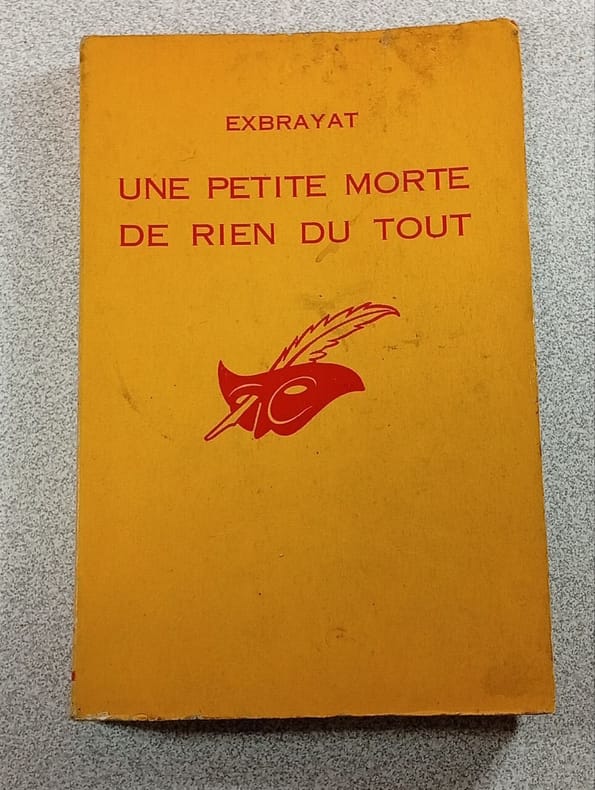 EXBRAYAT
UNE PETITE MORTE
DE RIEN DU TOUT